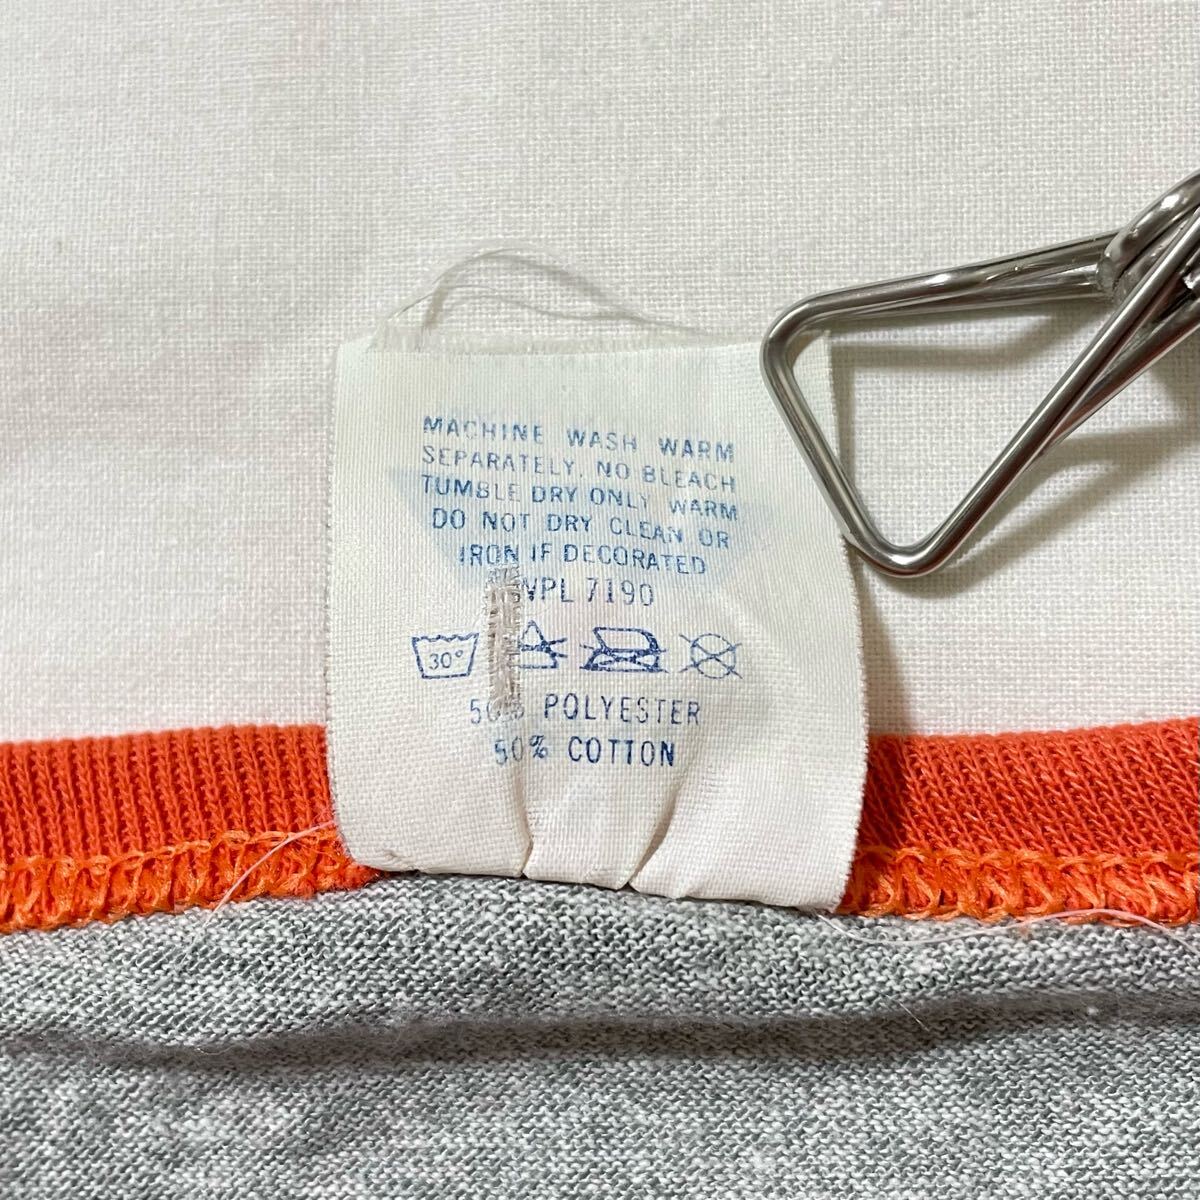 MACHINE WASH WARM
SEPARATELY. NO BLEACH
TUMBLE DRY ONLY WARM
DO NOT DRY CLEAN OR
IRON IF DECORATED
WPL 7190
30°
50% POLYESTER
50% COTTON